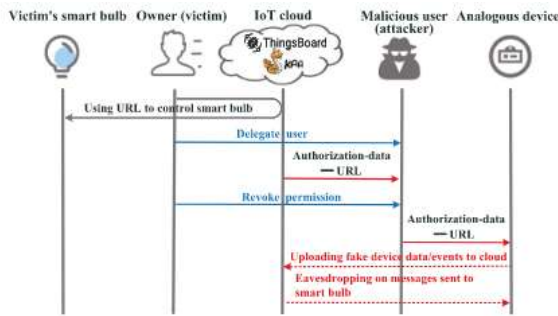 Victim's smart bulb Owner (victim) IoT cloud Malicious user Analogous device
(attacker)
ThingsBoard
kaa
Using URL to control smart bulb
Delegate user
Authorization-data
— URL
Revoke permission
Authorization-data
— URL
Uploading fake device data/events to cloud
Eavesdropping on messages sent to
smart bulb